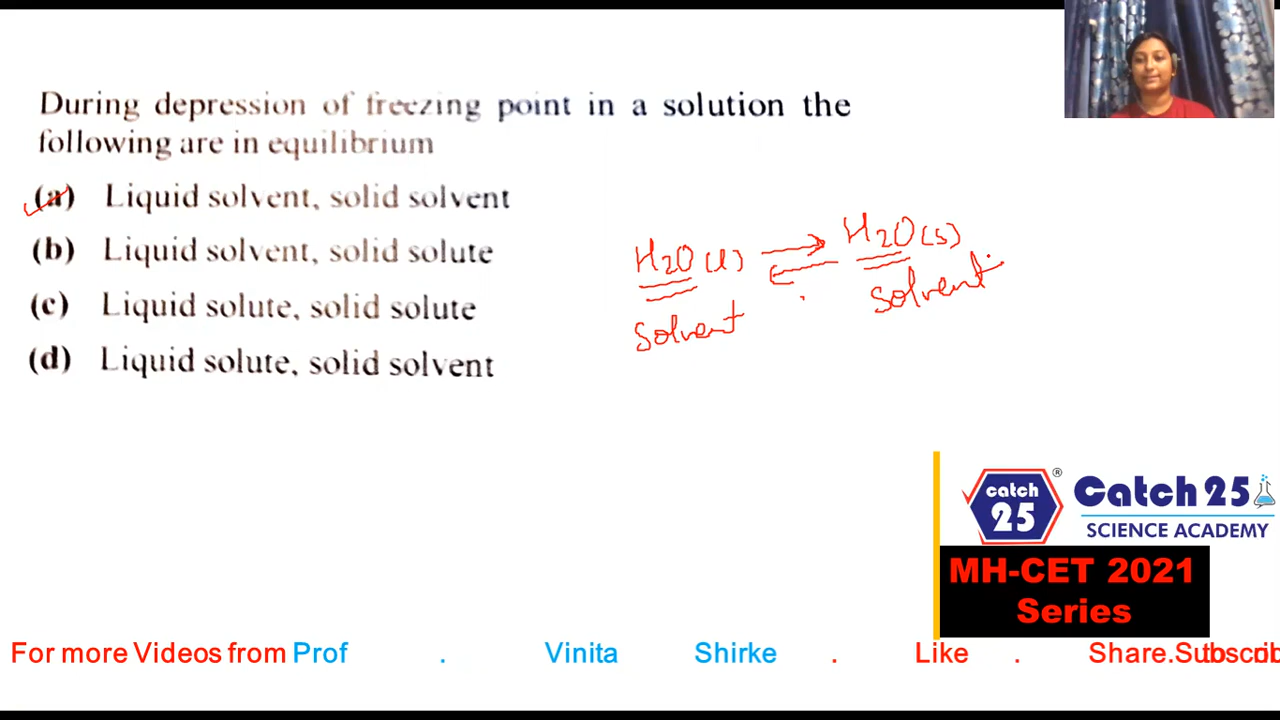 During depression of freezing point in a solution the
following are in equilibrium
(a) Liquid solvent, solid solvent
(b) Liquid solvent, solid solute
(c) Liquid solute, solid solute
(d) Liquid solute, solid solvent
H2O(l) ⇌ H2O(s)
solvent solvent
catch
25
®
Catch 25
SCIENCE ACADEMY
MH-CET 2021
Series
For more Videos from Prof . Vinita Shirke . Like . Share.